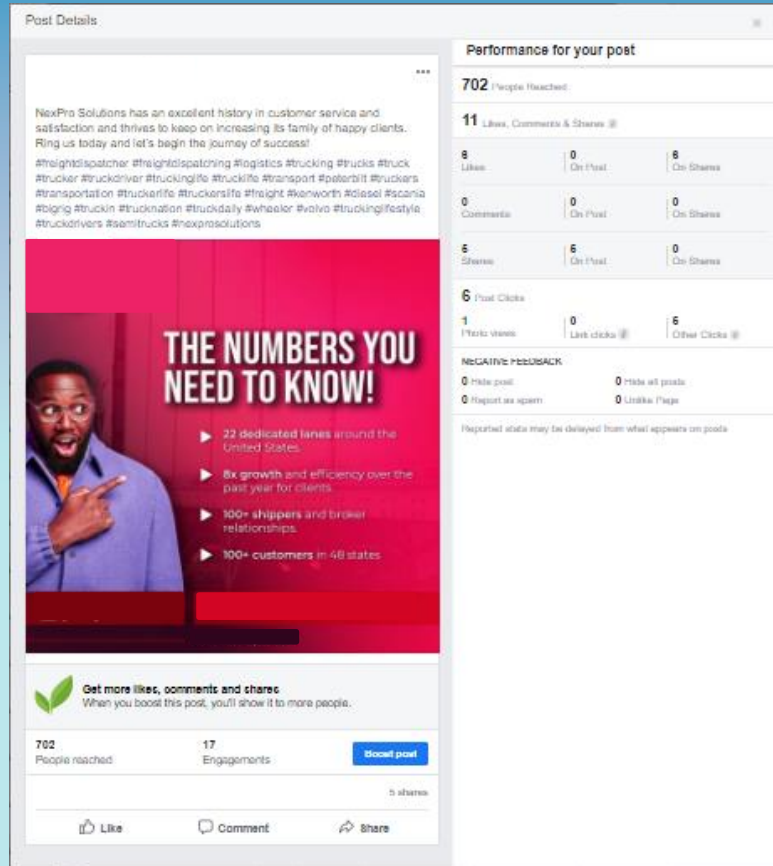 Post Details
NexPro Solutions has an excellent history in customer service and
satisfaction and thrives to keep on increasing its family of happy clients.
Ring us today and let's begin the journey of success!
#freightdispatcher #freightdispatching #logistics #trucking #trucks #truck
#trucker #truckdriver #truckinglife #trucklife #transport #peterbilt #truckers
#transportation #truckerlife #truckerslife #freight #kenworth #diesel #scania
#bigrig #truckin #trucknation #truckdaily #wheeler #volvo #truckinglifestyle
#truckdrivers #semitrucks #nexprosolutions
THE NUMBERS YOU
NEED TO KNOW!
22 dedicated lanes around the
United States.
8x growth and efficiency over the
past year for clients.
100+ shippers and broker
relationships.
100+ customers in 48 states
Get more likes, comments and shares
When you boost this post, you'll show it to more people.
702 17
People reached Engagements Boost post
5 shares
Like Comment Share
Performance for your post
702 People Reached
11 Likes, Comments & Shares
6 0 6
Likes On Post On Shares
0 0 0
Comments On Post On Shares
5 0
Shares On Post On Shares
6 Post Clicks
1 0
Photo views Link clicks Other Clicks
NEGATIVE FEEDBACK
0 Hide post 0 Hide all posts
0 Report as spam 0 Unlike Page
Reported stats may be delayed from what appears on posts